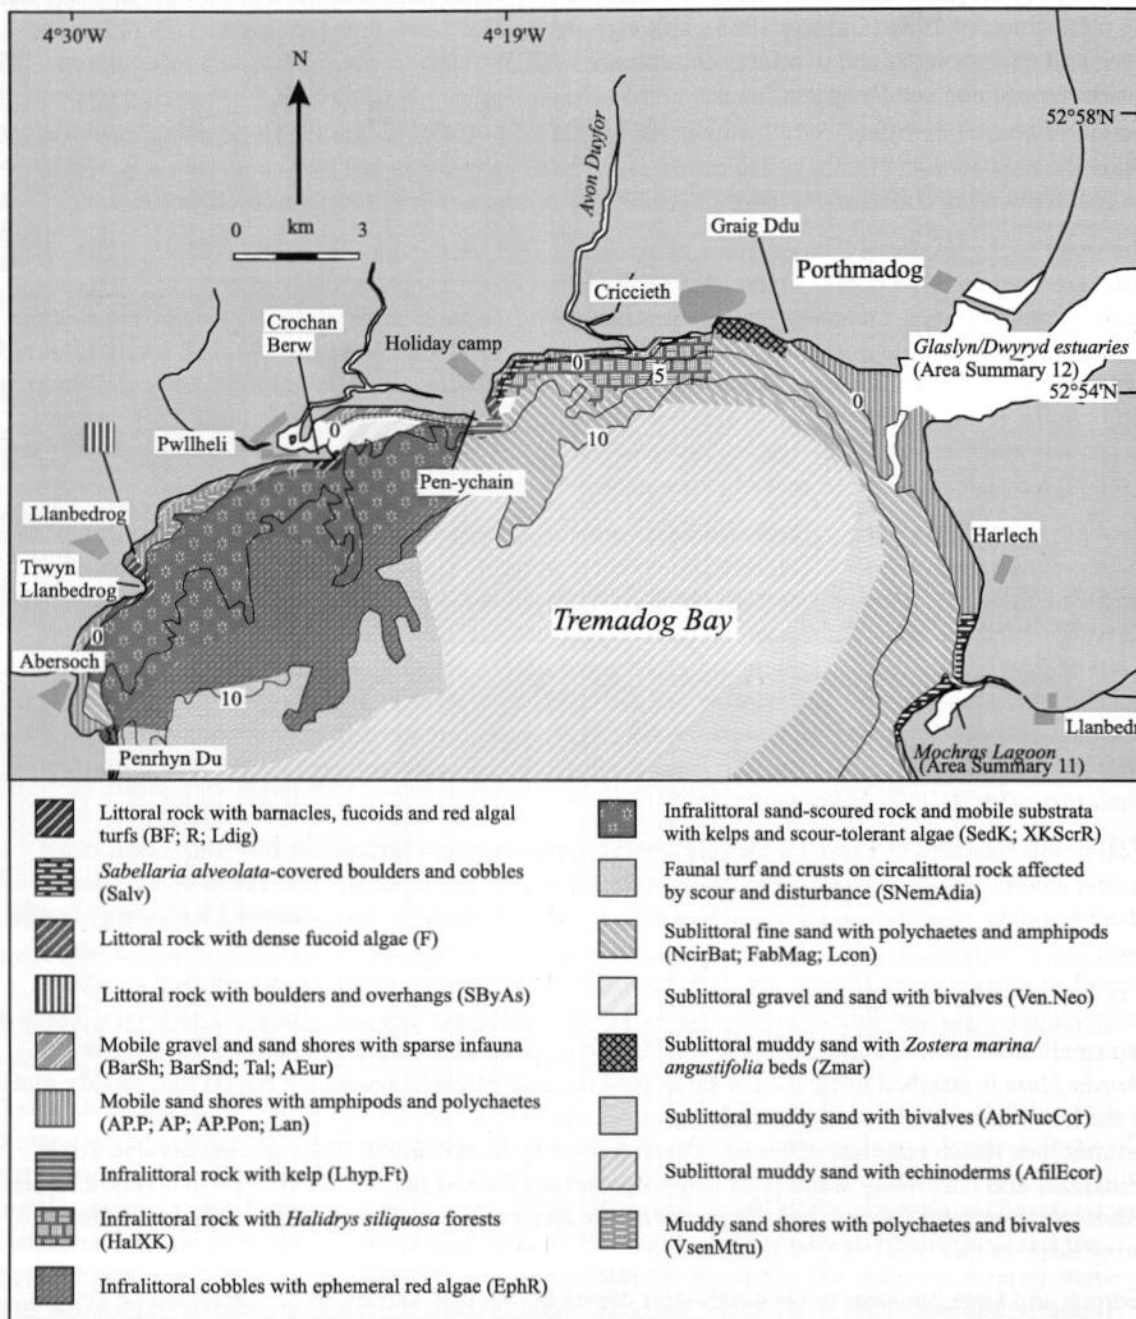 4°30'W
4°19'W
N
0 km 3
52°58'N
Avon Duyfor
Graig Ddu
Porthmadog
Criccieth
Crochan
Berw
Holiday camp
Glaslyn/Dwyryd estuaries
(Area Summary 12)
52°54'N
0
5
0
0
10
Pwllheli
Pen-ychain
Llanbedrog
Harlech
Trwyn
Llanbedrog
Tremadog Bay
0
Abersoch
10
Penrhyn Du
Llanbedr
Mochras Lagoon
(Area Summary 11)
Littoral rock with barnacles, fucoids and red algal
turfs (BF; R; Ldig)
Sabellaria alveolata-covered boulders and cobbles
(Salv)
Littoral rock with dense fucoid algae (F)
Littoral rock with boulders and overhangs (SByAs)
Mobile gravel and sand shores with sparse infauna
(BarSh; BarSnd; Tal; AEur)
Mobile sand shores with amphipods and polychaetes
(AP.P; AP; AP.Pon; Lan)
Infralittoral rock with kelp (Lhyp.Ft)
Infralittoral rock with Halidrys siliquosa forests
(HalXK)
Infralittoral cobbles with ephemeral red algae (EphR)
Infralittoral sand-scoured rock and mobile substrata
with kelps and scour-tolerant algae (SedK; XKScrR)
Faunal turf and crusts on circalittoral rock affected
by scour and disturbance (SNemAdia)
Sublittoral fine sand with polychaetes and amphipods
(NcirBat; FabMag; Lcon)
Sublittoral gravel and sand with bivalves (Ven.Neo)
Sublittoral muddy sand with Zostera marina/
angustifolia beds (Zmar)
Sublittoral muddy sand with bivalves (AbrNucCor)
Sublittoral muddy sand with echinoderms (AfilEcor)
Muddy sand shores with polychaetes and bivalves
(VsenMtru)